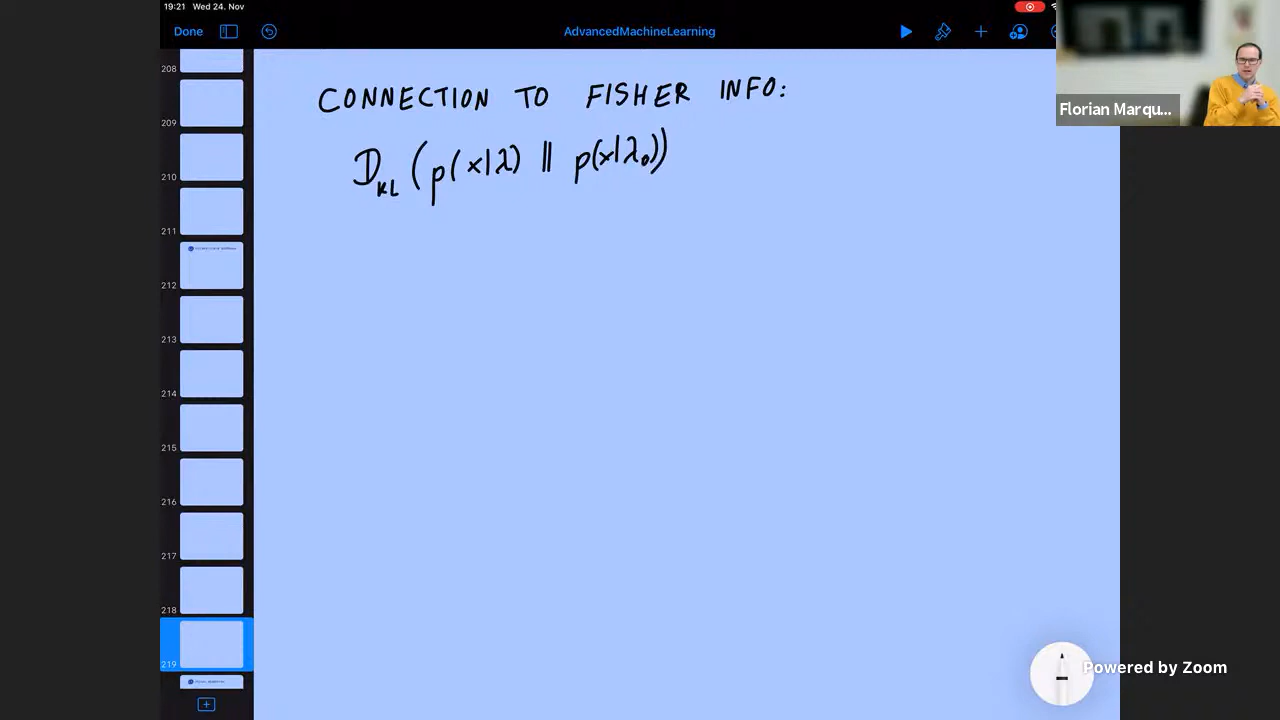 19:21 Wed 24. Nov
Done
AdvancedMachineLearning
Florian Marqu...
CONNECTION TO FISHER INFO:
D_KL (p(x|λ) || p(x|λ₀))
208
209
210
211
212
213
214
215
216
217
218
219
Powered by Zoom